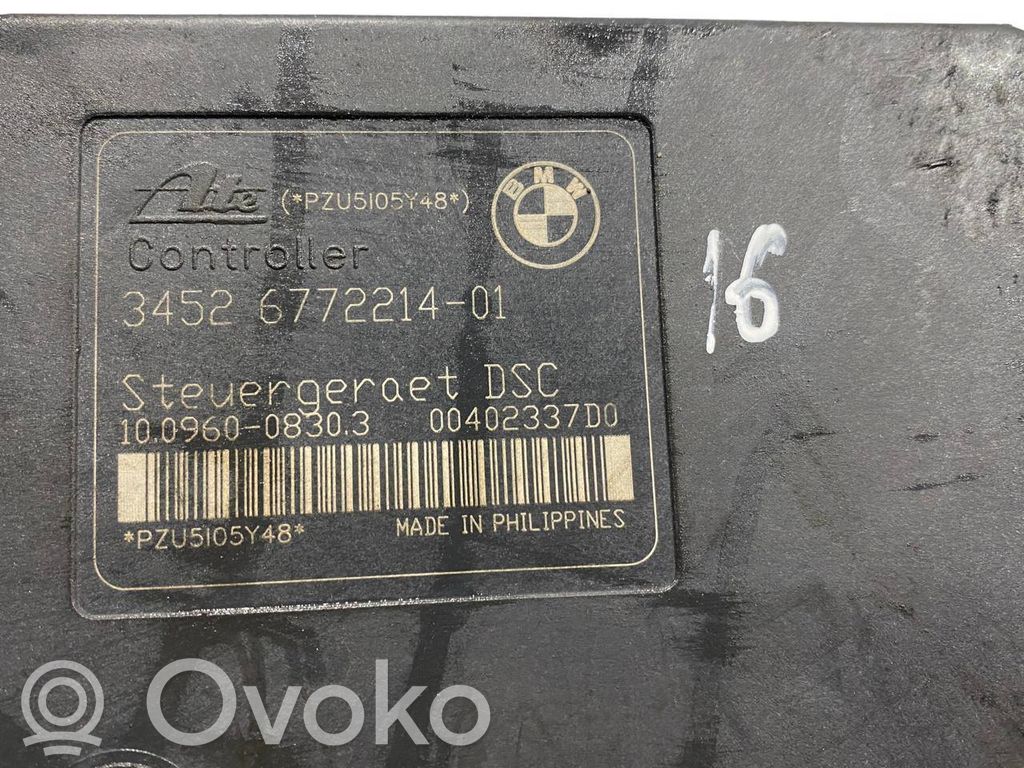 Ate (*PZU5I05Y48*) BMW
Controller
3452 6772214-01
16
Steuergeraet DSC
10.0960-0830.3 00402337D0
*PZU5I05Y48* MADE IN PHILIPPINES
Ovoko